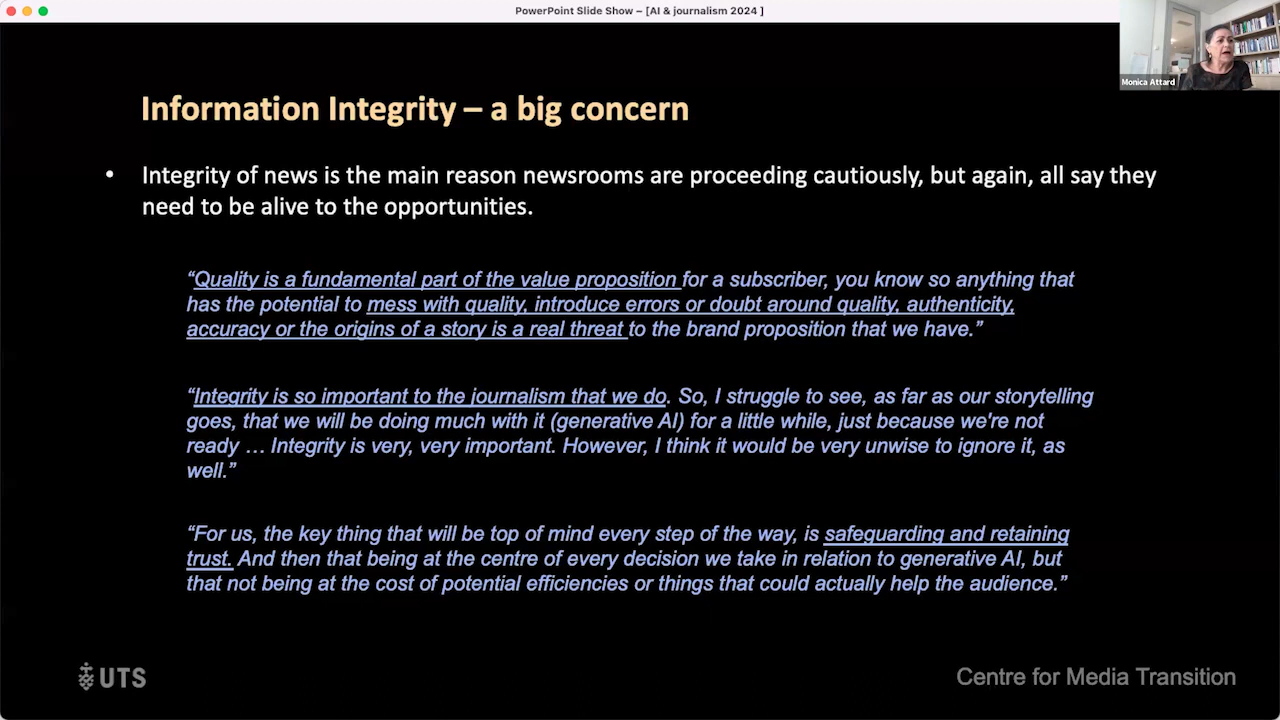 PowerPoint Slide Show – [AI & journalism 2024 ]
Monica Attard
Information Integrity – a big concern
• Integrity of news is the main reason newsrooms are proceeding cautiously, but again, all say they
need to be alive to the opportunities.
“Quality is a fundamental part of the value proposition for a subscriber, you know so anything that
has the potential to mess with quality, introduce errors or doubt around quality, authenticity,
accuracy or the origins of a story is a real threat to the brand proposition that we have.”
“Integrity is so important to the journalism that we do. So, I struggle to see, as far as our storytelling
goes, that we will be doing much with it (generative AI) for a little while, just because we're not
ready … Integrity is very, very important. However, I think it would be very unwise to ignore it, as
well.”
“For us, the key thing that will be top of mind every step of the way, is safeguarding and retaining
trust. And then that being at the centre of every decision we take in relation to generative AI, but
that not being at the cost of potential efficiencies or things that could actually help the audience.”
UTS
Centre for Media Transition